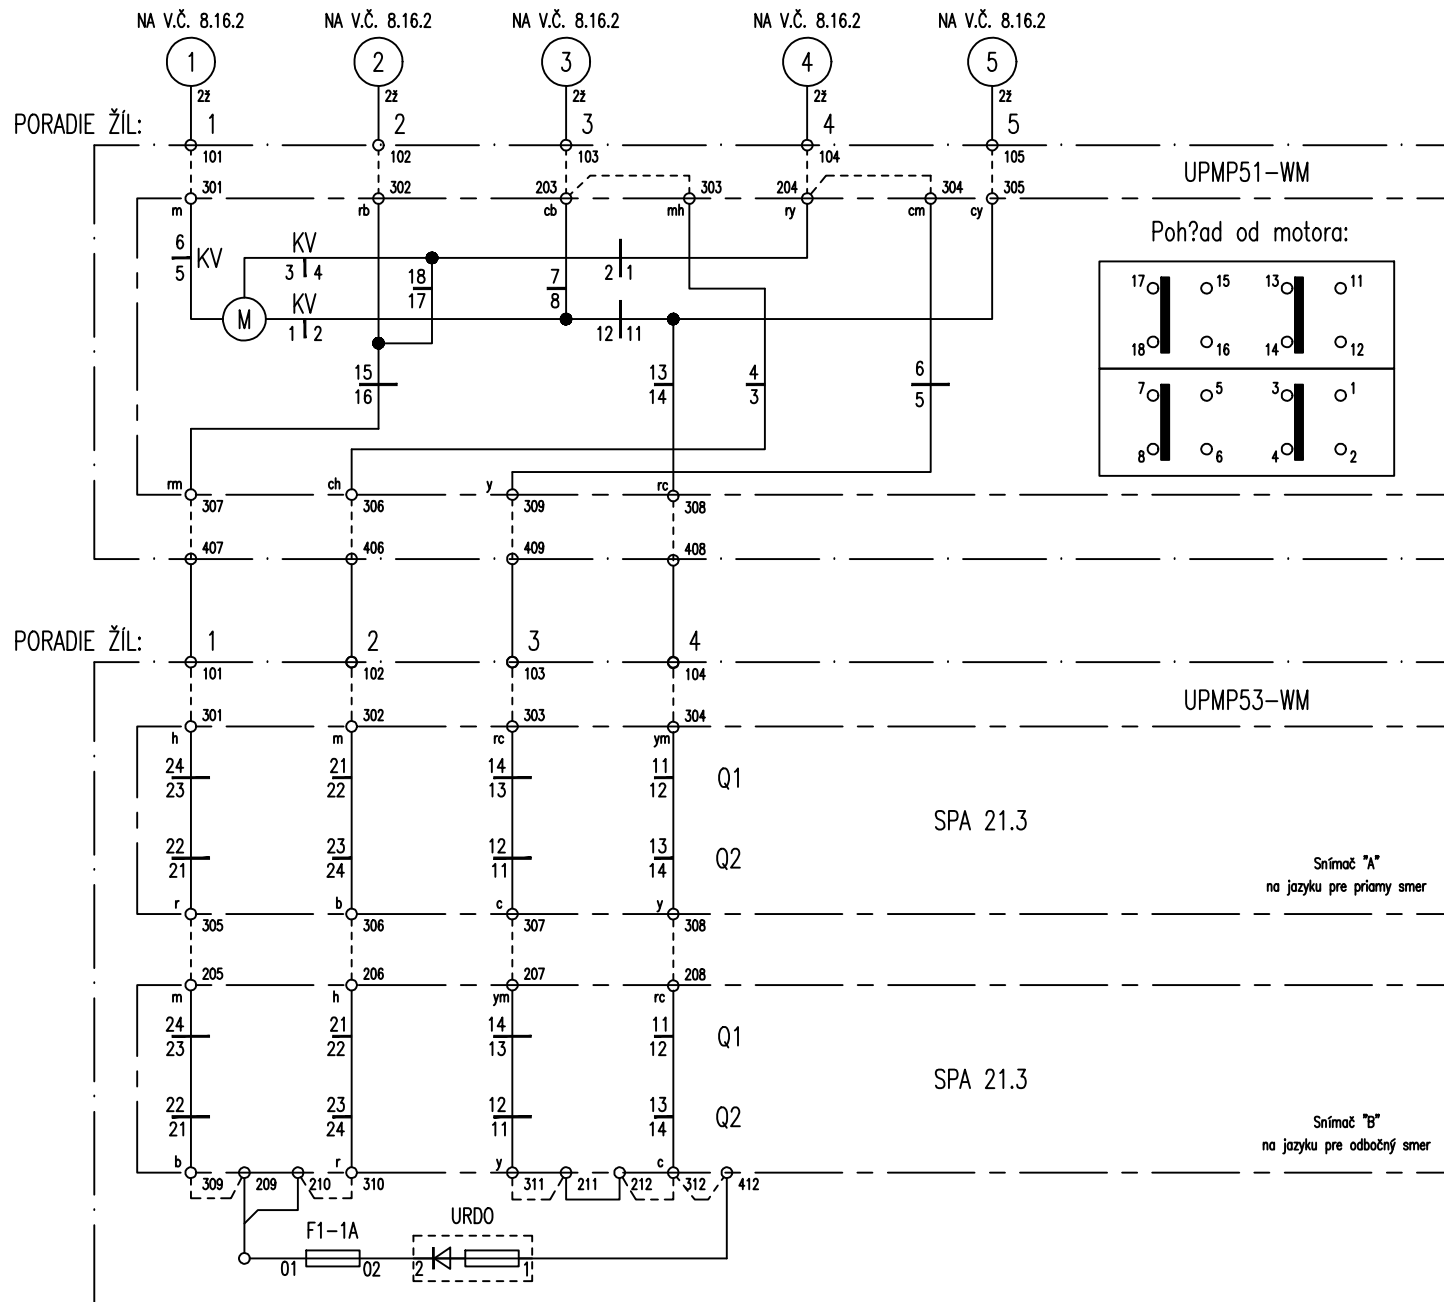 NA V.Č. 8.16.2 NA V.Č. 8.16.2 NA V.Č. 8.16.2 NA V.Č. 8.16.2 NA V.Č. 8.16.2
1 2 3 4 5
2ž 2ž 2ž 2ž 2ž
PORADIE ŽÍL: 1 2 3 4 5
101 102 103 104 105
UPMP51-WM
301 302 203 303 204 304 305
m rb cb mh ry cm cy
Poh?ad od motora:
6 KV KV
5 3 4 18 7 2 1
17 8
M KV
1 2 12 11
17 15 13 11
18 16 14 12
15 13 4 6
16 14 3 5
7 5 3 1
8 6 4 2
rm ch y rc
307 306 309 308
407 406 409 408
PORADIE ŽÍL: 1 2 3 4
101 102 103 104
UPMP53-WM
301 302 303 304
h m rc ym
24 21 14 11 Q1
23 22 13 12
SPA 21.3
22 23 12 13 Q2
21 24 11 14
Snímač "A"
na jazyku pre priamy smer
r b c y
305 306 307 308
205 206 207 208
m h ym rc
24 21 14 11 Q1
23 22 13 12
SPA 21.3
22 23 12 13 Q2
21 24 11 14
Snímač "B"
na jazyku pre odbočný smer
b r y c
309 209 210 310 311 211 212 312 412
F1-1A URDO
01 02 2 1